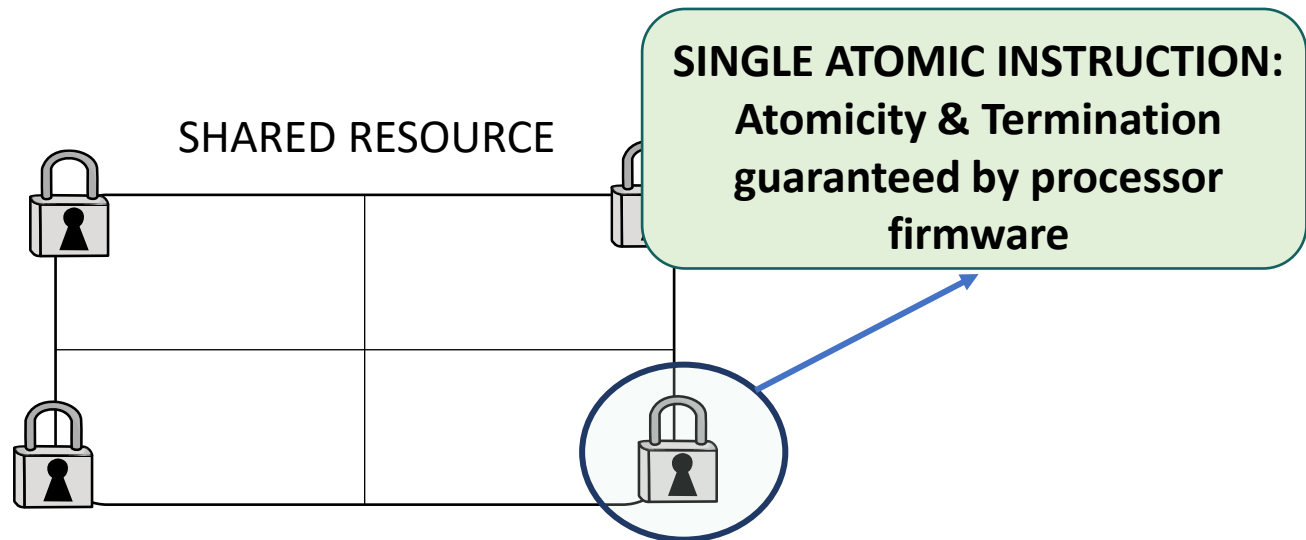 SINGLE ATOMIC INSTRUCTION:
Atomicity & Termination
guaranteed by processor
firmware
SHARED RESOURCE